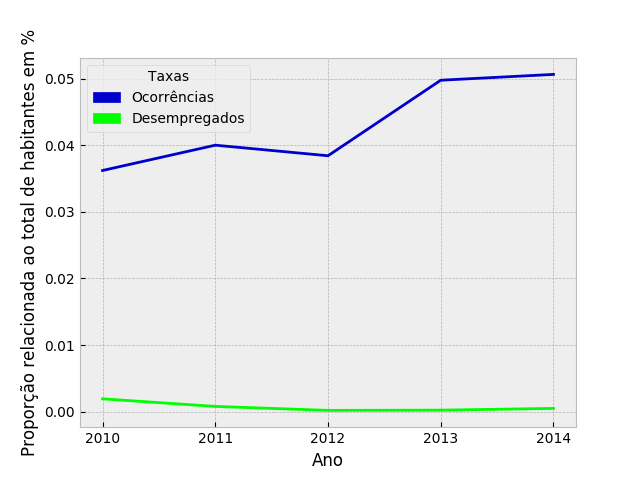 Proporção relacionada ao total de habitantes em %
0.05
0.04
0.03
0.02
0.01
0.00
Taxas
Ocorrências
Desempregados
2010 2011 2012 2013 2014
Ano